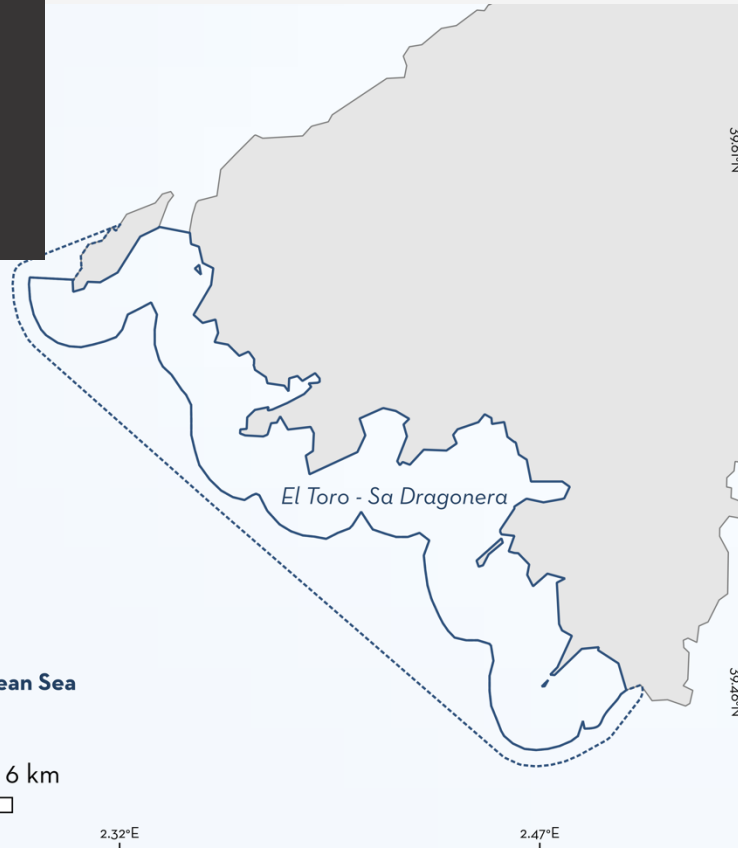 39.61°N
El Toro - Sa Dragonera
ean Sea
39.46°N
6 km
2.32°E
2.47°E